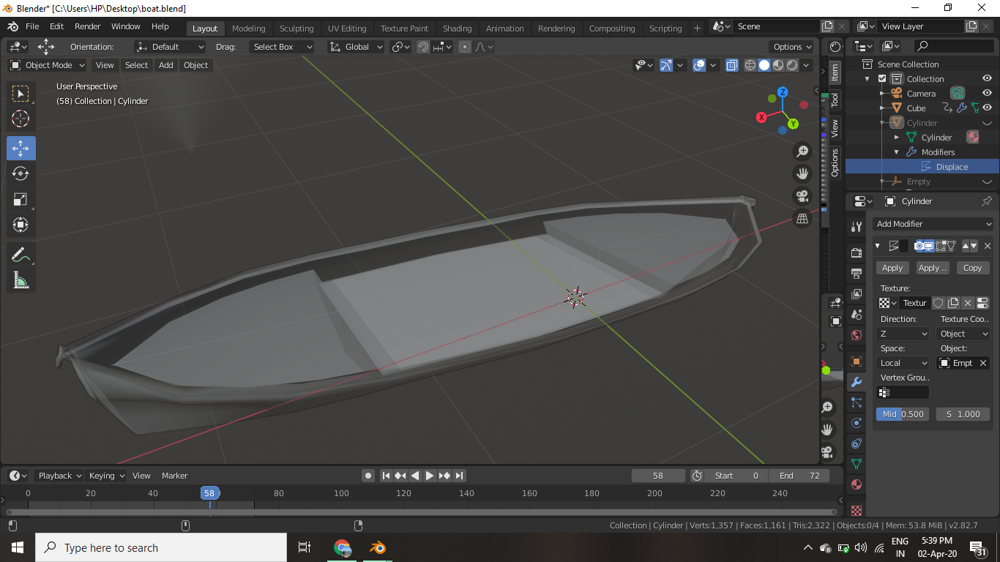 Blender* [C:\Users\HP\Desktop\boat.blend]
File Edit Render Window Help Layout Modeling Sculpting UV Editing Texture Paint Shading Animation Rendering Compositing Scripting + Scene View Layer
Orientation: Default Drag: Select Box Global Options
Object Mode View Select Add Object
User Perspective
(58) Collection | Cylinder
Z
X
Y
Item
Tool
View
Options
Scene Collection
Collection
Camera
Cube
Cylinder
Cylinder
Modifiers
Displace
Empty
Cylinder
Add Modifier
Apply Apply .. Copy
Texture:
Textur
Direction: Texture Coo..
Z Object
Space: Object:
Local Empt
Vertex Grou..
Mid 0.500 S 1.000
Playback Keying View Marker 58 Start 0 End 72
0 20 40 58 80 100 120 140 160 180 200 220 240
Collection | Cylinder | Verts:1,357 | Faces:1,161 | Tris:2,322 | Objects:0/4 | Mem: 53.8 MiB | v2.82.7
Type here to search
ENG
IN
5:39 PM
02-Apr-20
31